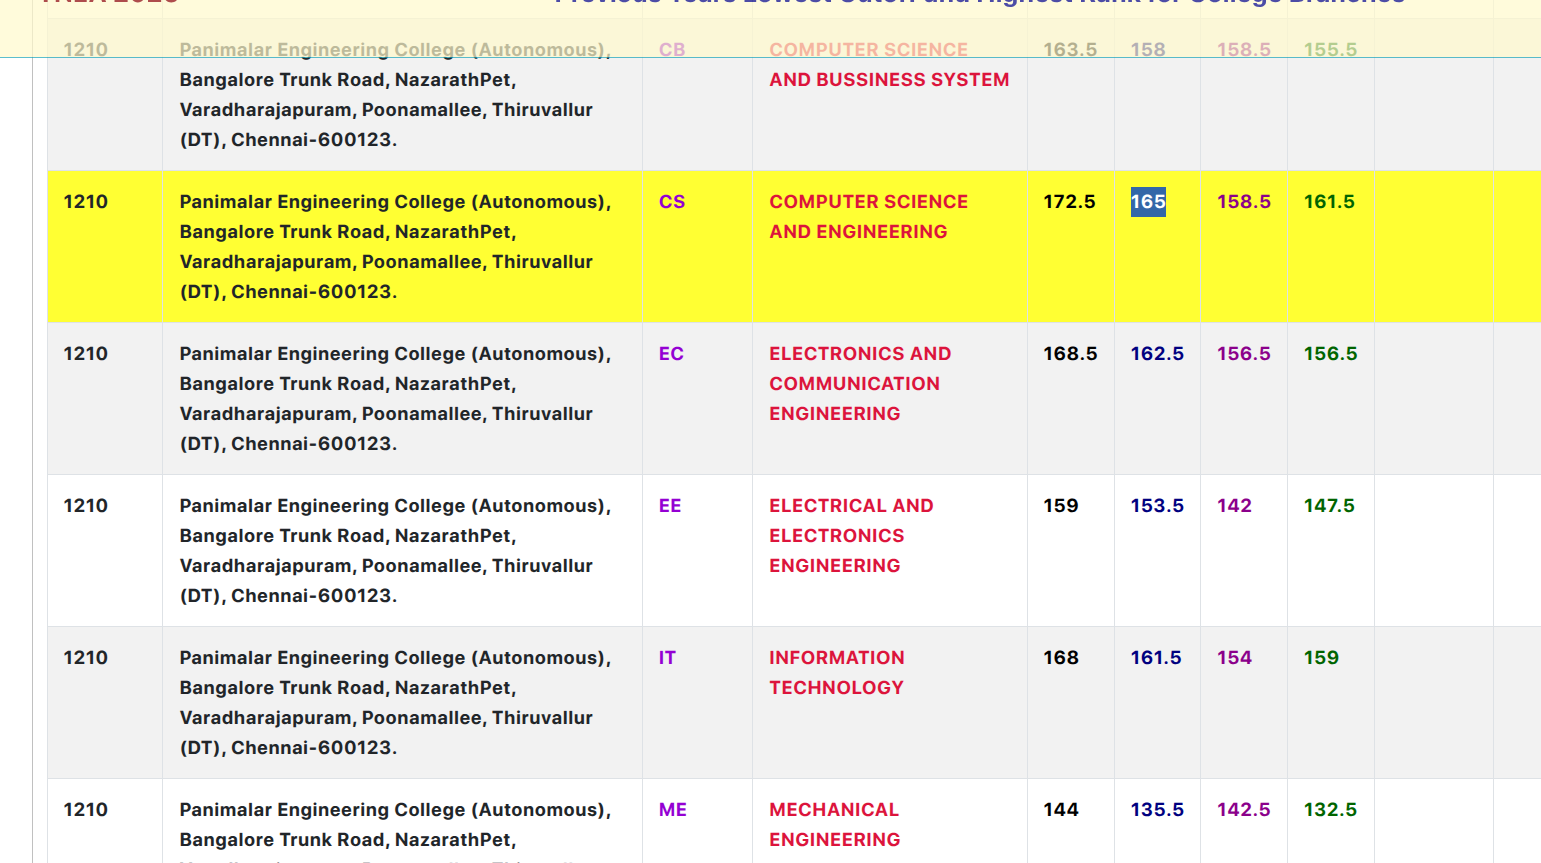 Previous Years Lowest Cutoff and Highest Rank for College Branches
1210 Panimalar Engineering College (Autonomous), CB COMPUTER SCIENCE 163.5 158 158.5 155.5
Bangalore Trunk Road, NazarathPet, AND BUSSINESS SYSTEM
Varadharajapuram, Poonamallee, Thiruvallur
(DT), Chennai-600123.
1210 Panimalar Engineering College (Autonomous), CS COMPUTER SCIENCE 172.5 165 158.5 161.5
Bangalore Trunk Road, NazarathPet, AND ENGINEERING
Varadharajapuram, Poonamallee, Thiruvallur
(DT), Chennai-600123.
1210 Panimalar Engineering College (Autonomous), EC ELECTRONICS AND 168.5 162.5 156.5 156.5
Bangalore Trunk Road, NazarathPet, COMMUNICATION
Varadharajapuram, Poonamallee, Thiruvallur ENGINEERING
(DT), Chennai-600123.
1210 Panimalar Engineering College (Autonomous), EE ELECTRICAL AND 159 153.5 142 147.5
Bangalore Trunk Road, NazarathPet, ELECTRONICS
Varadharajapuram, Poonamallee, Thiruvallur ENGINEERING
(DT), Chennai-600123.
1210 Panimalar Engineering College (Autonomous), IT INFORMATION 168 161.5 154 159
Bangalore Trunk Road, NazarathPet, TECHNOLOGY
Varadharajapuram, Poonamallee, Thiruvallur
(DT), Chennai-600123.
1210 Panimalar Engineering College (Autonomous), ME MECHANICAL 144 135.5 142.5 132.5
Bangalore Trunk Road, NazarathPet, ENGINEERING